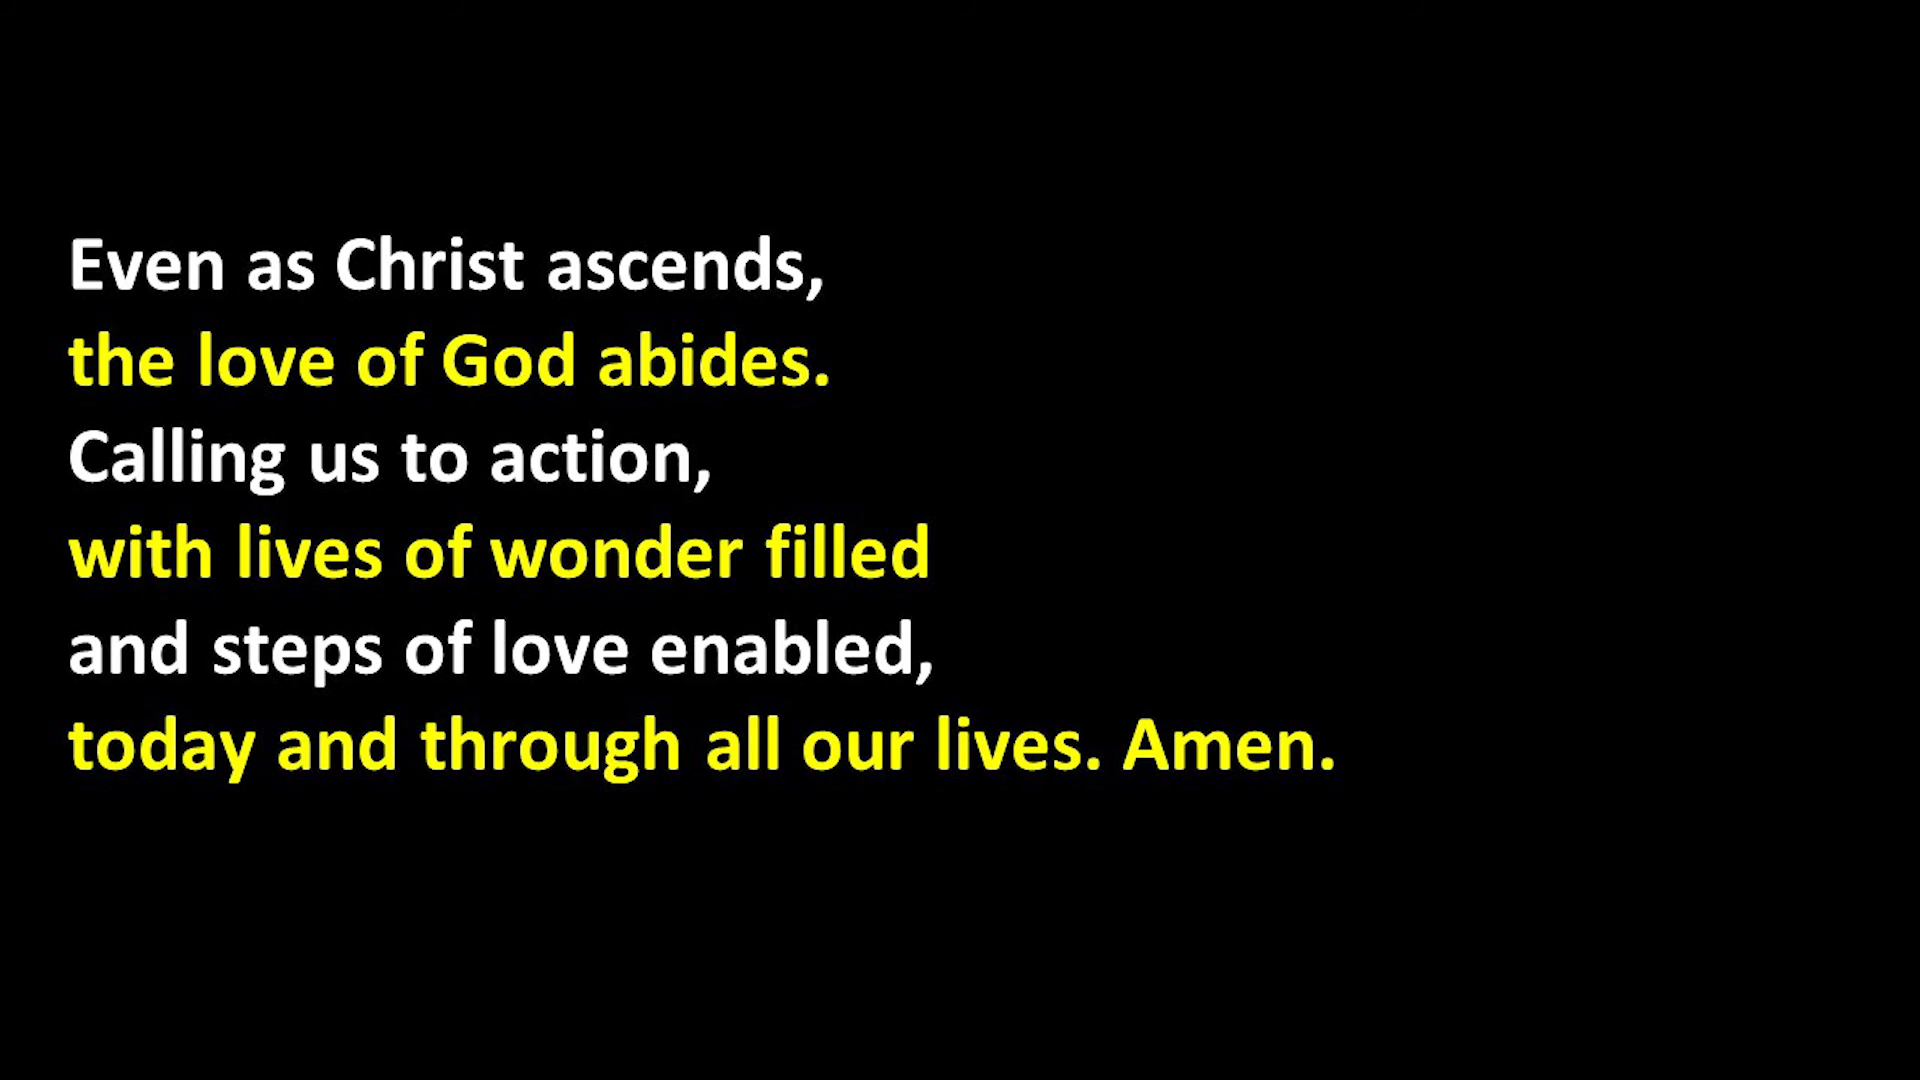 Even as Christ ascends,
the love of God abides.
Calling us to action,
with lives of wonder filled
and steps of love enabled,
today and through all our lives. Amen.